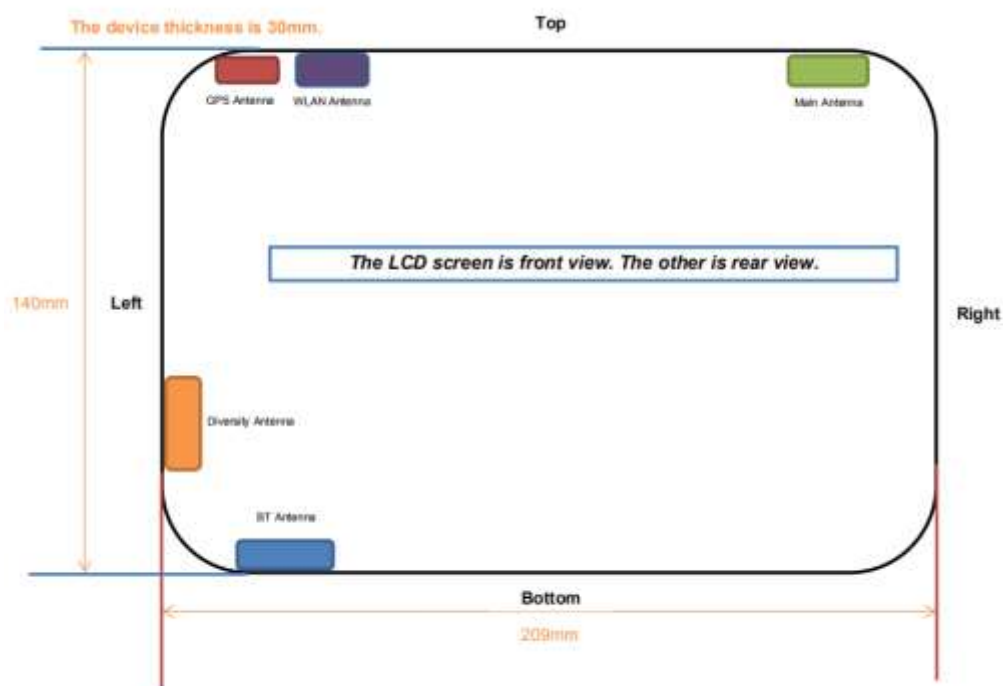 Top
The device thickness is 30mm.
GPS Antenna
WLAN Antenna
Main Antenna
The LCD screen is front view. The other is rear view.
140mm
Left
Right
Diversity Antenna
BT Antenna
Bottom
209mm